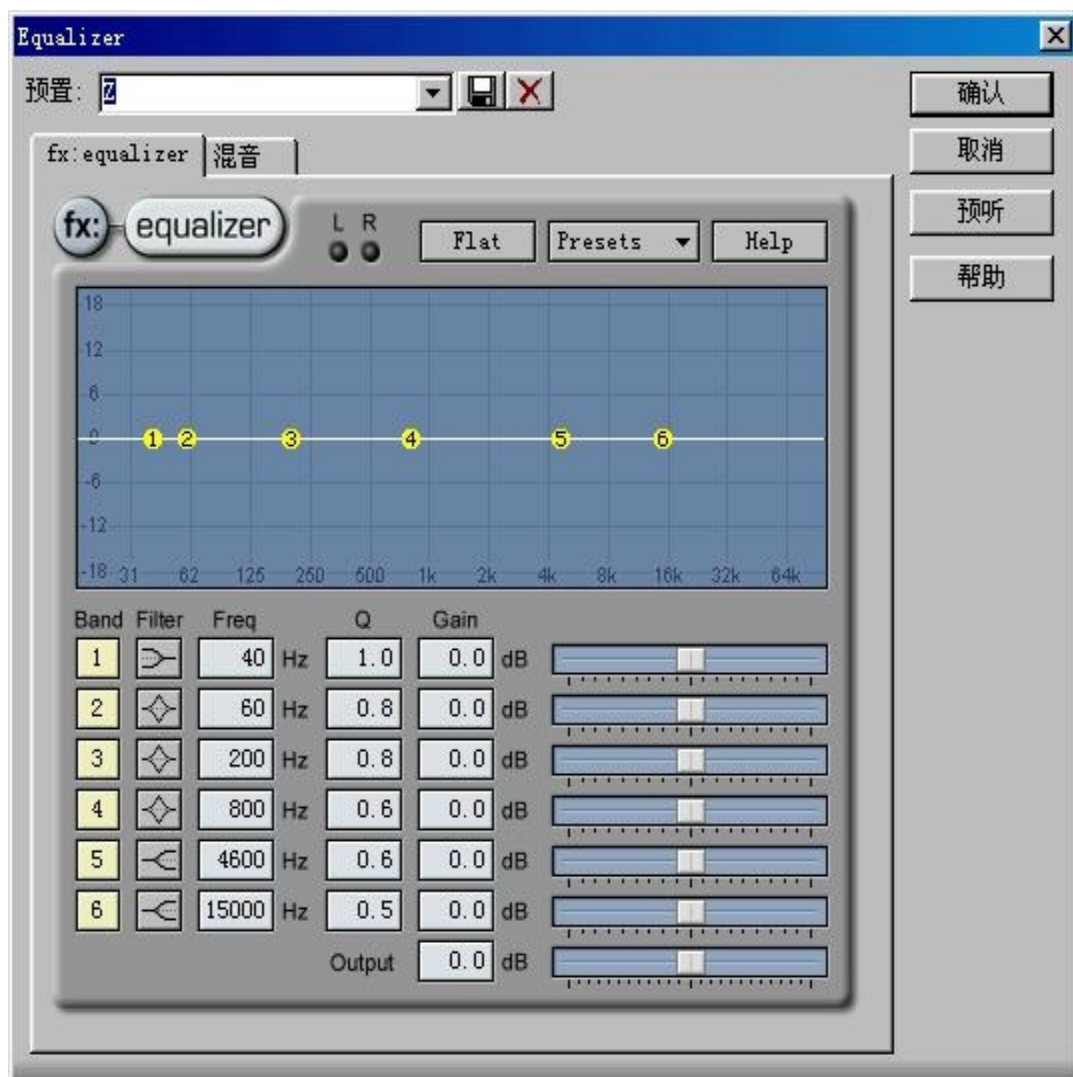 Equalizer
预置: Z
确认
fx:equalizer 混音
取消
预听
帮助
fx: equalizer
L R
Flat Presets Help
18
12
6
0
-6
-12
-18 31 62 125 250 500 1k 2k 4k 8k 16k 32k 64k
1 2 3 4 5 6
Band Filter Freq Q Gain
1 40 Hz 1.0 0.0 dB
2 60 Hz 0.8 0.0 dB
3 200 Hz 0.8 0.0 dB
4 800 Hz 0.6 0.0 dB
5 4600 Hz 0.6 0.0 dB
6 15000 Hz 0.5 0.0 dB
Output 0.0 dB